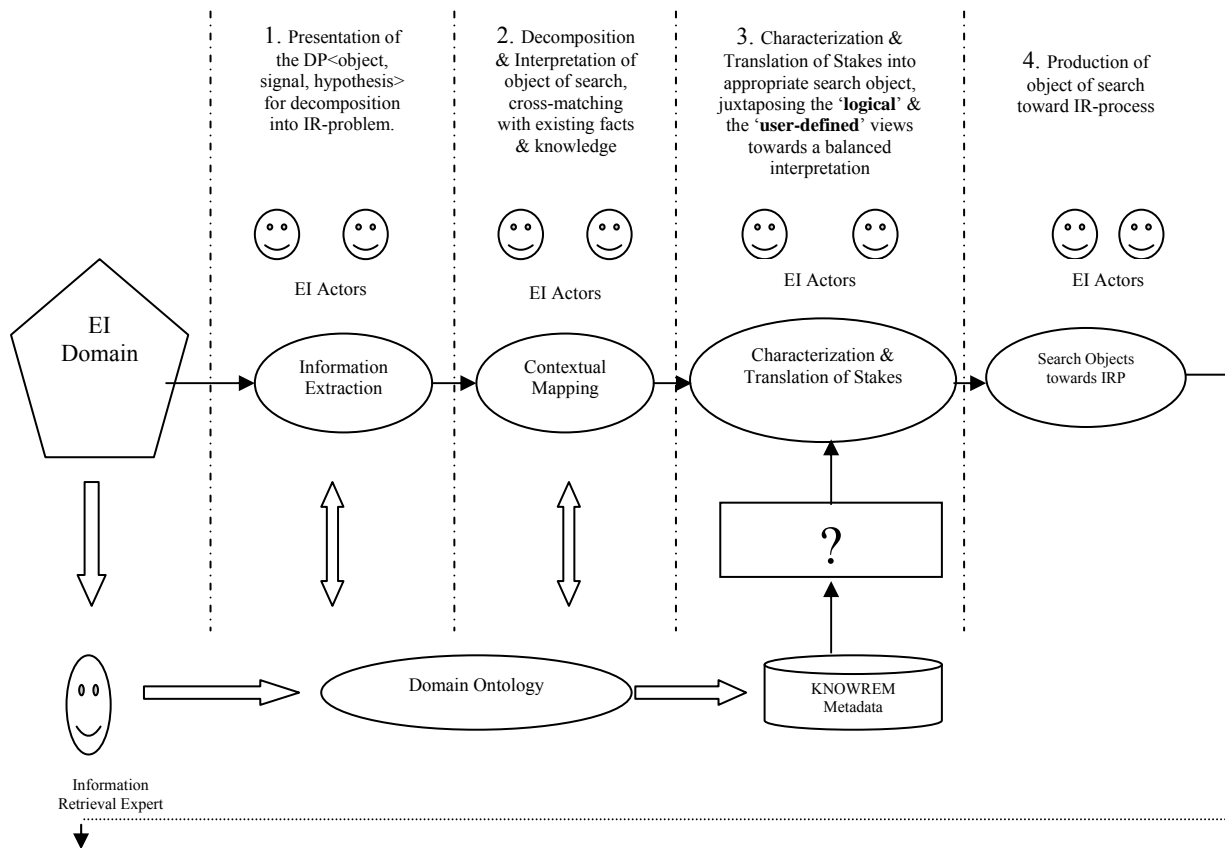 1. Presentation of
the DP<object,
signal, hypothesis>
for decomposition
into IR-problem.
2. Decomposition
& Interpretation of
object of search,
cross-matching
with existing facts
& knowledge
3. Characterization &
Translation of Stakes into
appropriate search object,
juxtaposing the ‘logical’ &
the ‘user-defined’ views
towards a balanced
interpretation
4. Production of
object of search
toward IR-process
EI Actors
EI Actors
EI Actors
EI Actors
EI
Domain
Information
Extraction
Contextual
Mapping
Characterization &
Translation of Stakes
Search Objects
towards IRP
?
Domain Ontology
KNOWREM
Metadata
Information
Retrieval Expert